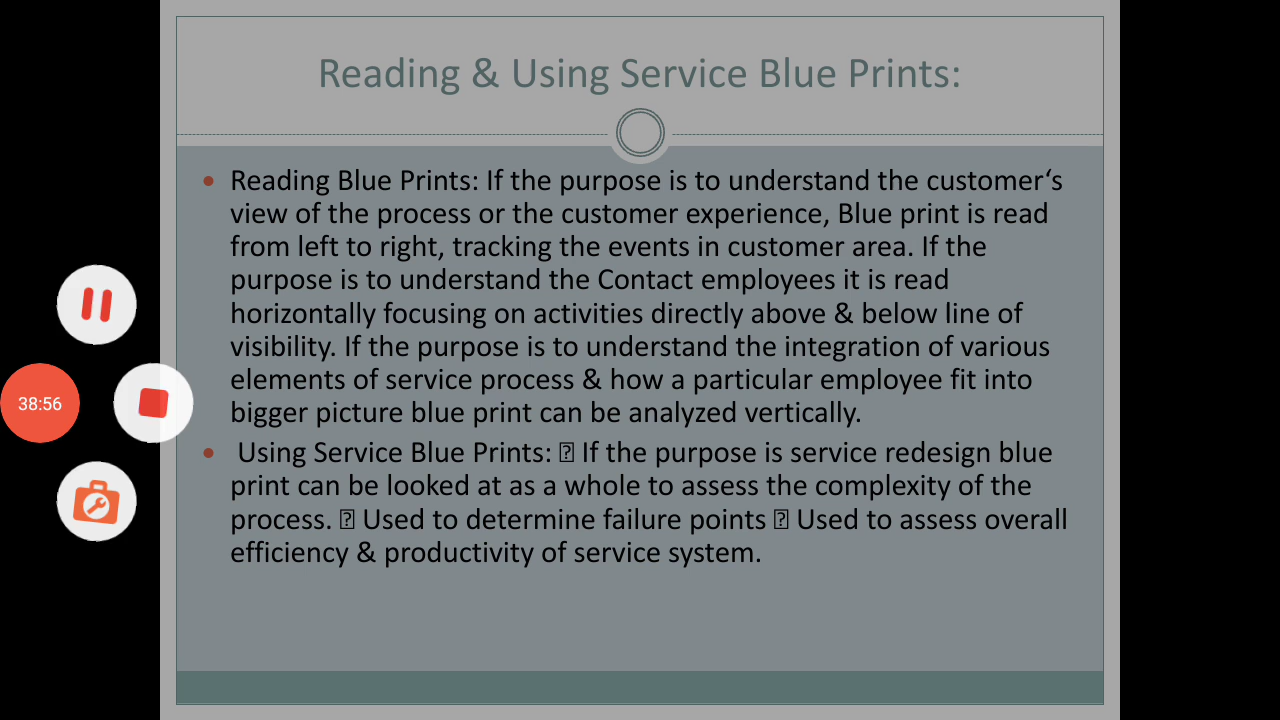 Reading & Using Service Blue Prints:
Reading Blue Prints: If the purpose is to understand the customer‘s
view of the process or the customer experience, Blue print is read
from left to right, tracking the events in customer area. If the
purpose is to understand the Contact employees it is read
horizontally focusing on activities directly above & below line of
visibility. If the purpose is to understand the integration of various
elements of service process & how a particular employee fit into
bigger picture blue print can be analyzed vertically.
Using Service Blue Prints: ⍰ If the purpose is service redesign blue
print can be looked at as a whole to assess the complexity of the
process. ⍰ Used to determine failure points ⍰ Used to assess overall
efficiency & productivity of service system.
38:56